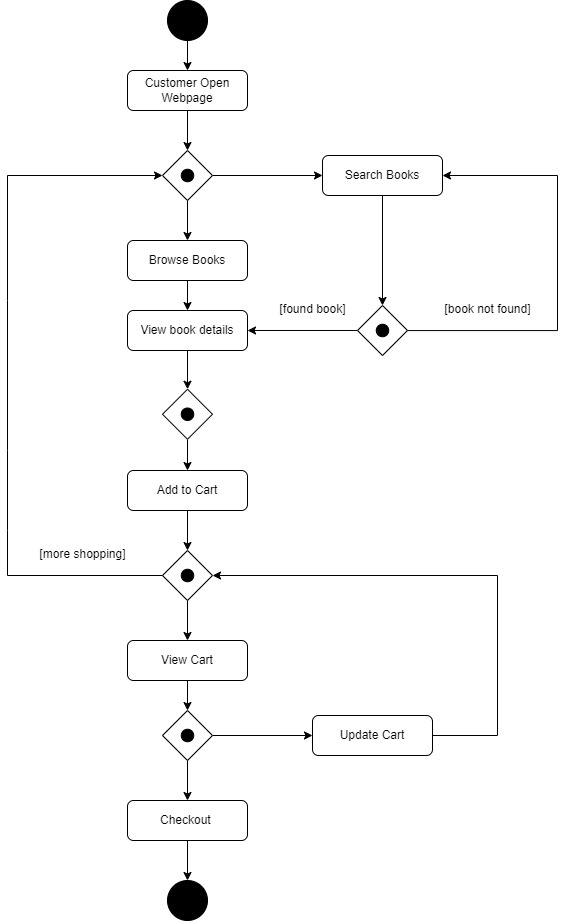 Customer Open
Webpage
Search Books
Browse Books
[found book]
[book not found]
View book details
Add to Cart
[more shopping]
View Cart
Update Cart
Checkout